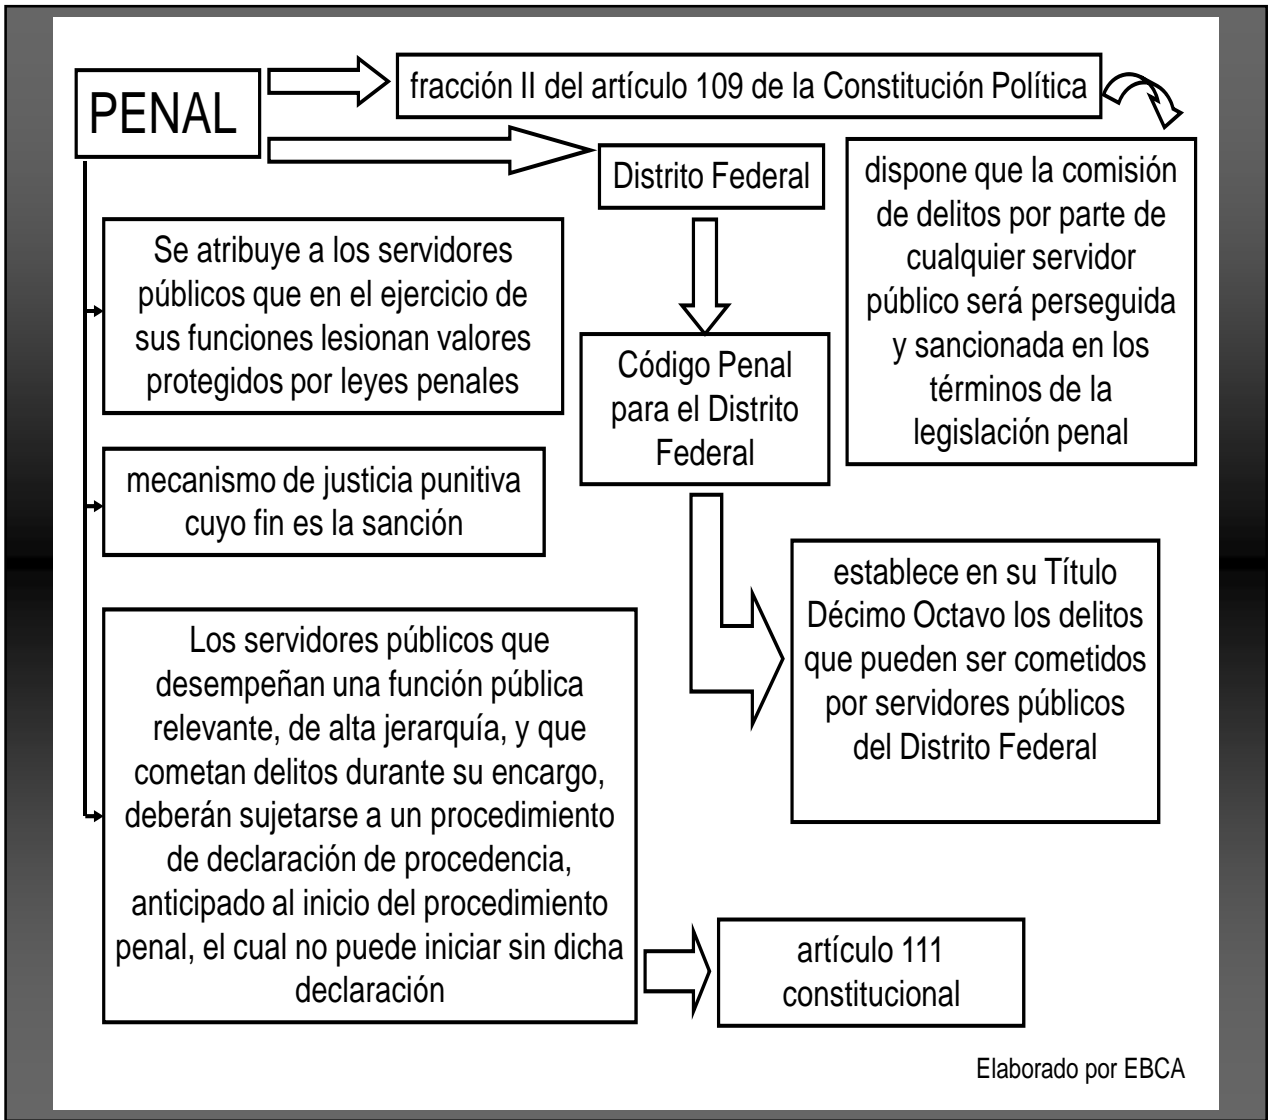 PENAL
fracción II del artículo 109 de la Constitución Política
dispone que la comisión
de delitos por parte de
cualquier servidor
público será perseguida
y sancionada en los
términos de la
legislación penal
Distrito Federal
Código Penal
para el Distrito
Federal
establece en su Título
Décimo Octavo los delitos
que pueden ser cometidos
por servidores públicos
del Distrito Federal
Se atribuye a los servidores
públicos que en el ejercicio de
sus funciones lesionan valores
protegidos por leyes penales
mecanismo de justicia punitiva
cuyo fin es la sanción
Los servidores públicos que
desempeñan una función pública
relevante, de alta jerarquía, y que
cometan delitos durante su encargo,
deberán sujetarse a un procedimiento
de declaración de procedencia,
anticipado al inicio del procedimiento
penal, el cual no puede iniciar sin dicha
declaración
artículo 111
constitucional
Elaborado por EBCA